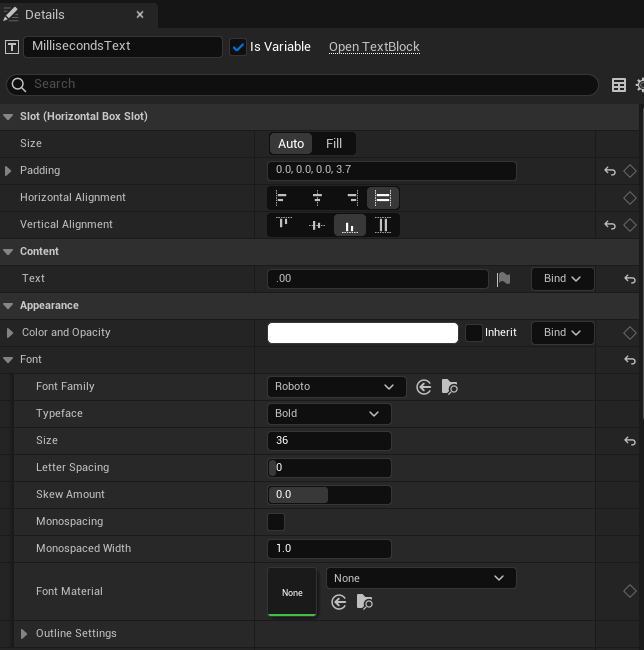 Details
MillisecondsText Is Variable Open TextBlock
Search
Slot (Horizontal Box Slot)
Size Auto Fill
Padding 0.0, 0.0, 0.0, 3.7
Horizontal Alignment
Vertical Alignment
Content
Text .00 Bind
Appearance
Color and Opacity Inherit Bind
Font
Font Family Roboto
Typeface Bold
Size 36
Letter Spacing 0
Skew Amount 0.0
Monospacing
Monospaced Width 1.0
Font Material None None
Outline Settings